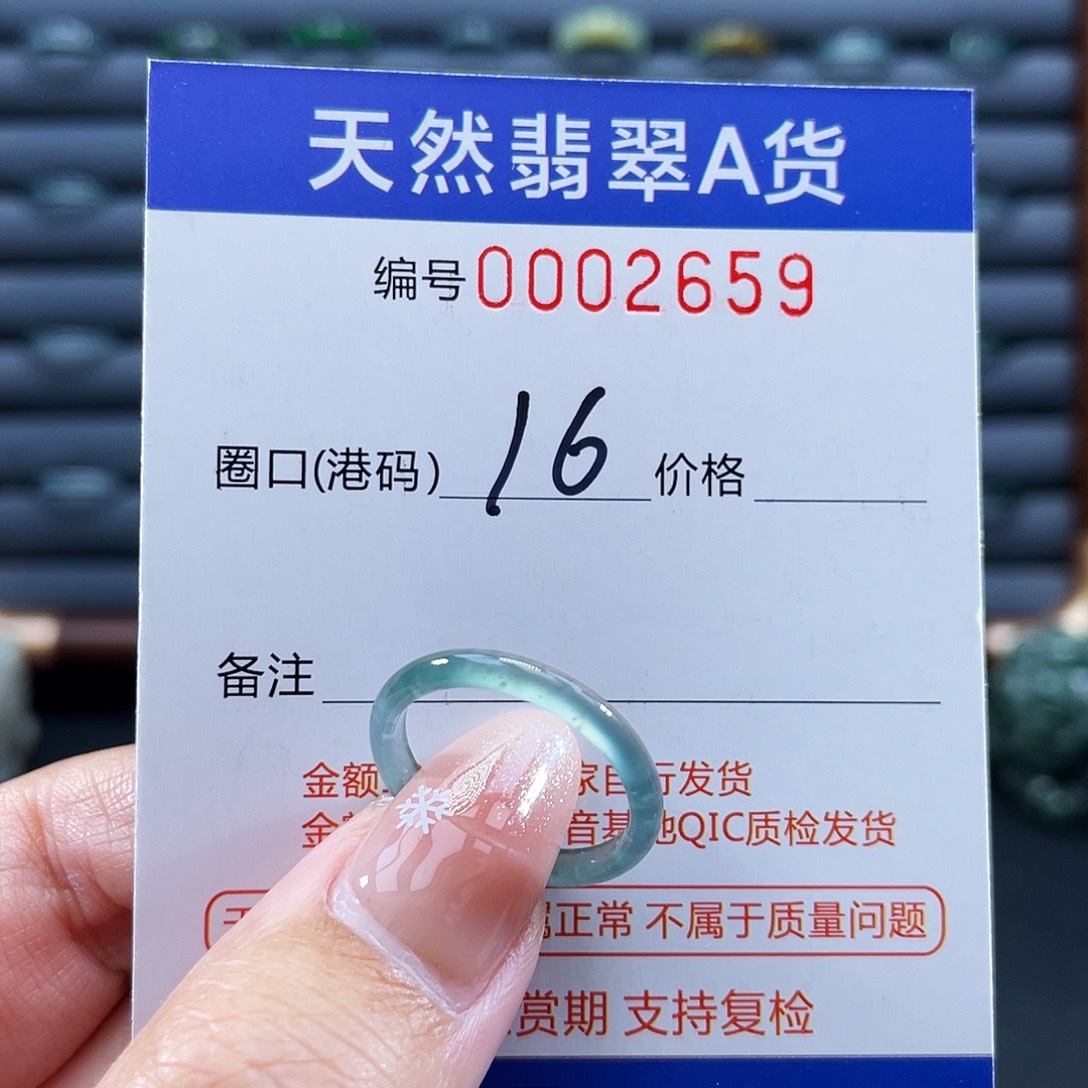 天然翡翠A货
编号0002659
圈口(港码) 16 价格
备注
金额 家自行发货
金 音基地QIC质检发货
正常 不属于质量问题
赏期 支持复检